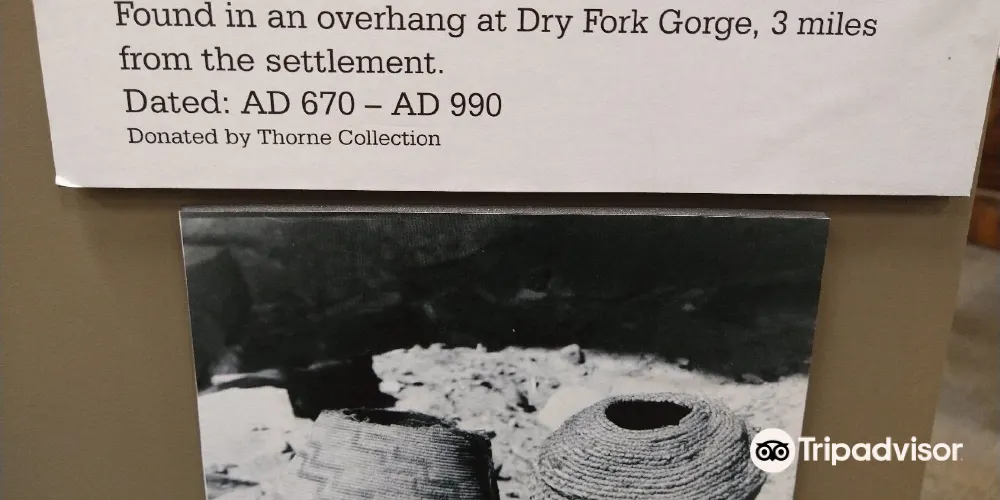 Found in an overhang at Dry Fork Gorge, 3 miles
from the settlement.
Dated: AD 670 – AD 990
Donated by Thorne Collection
Tripadvisor